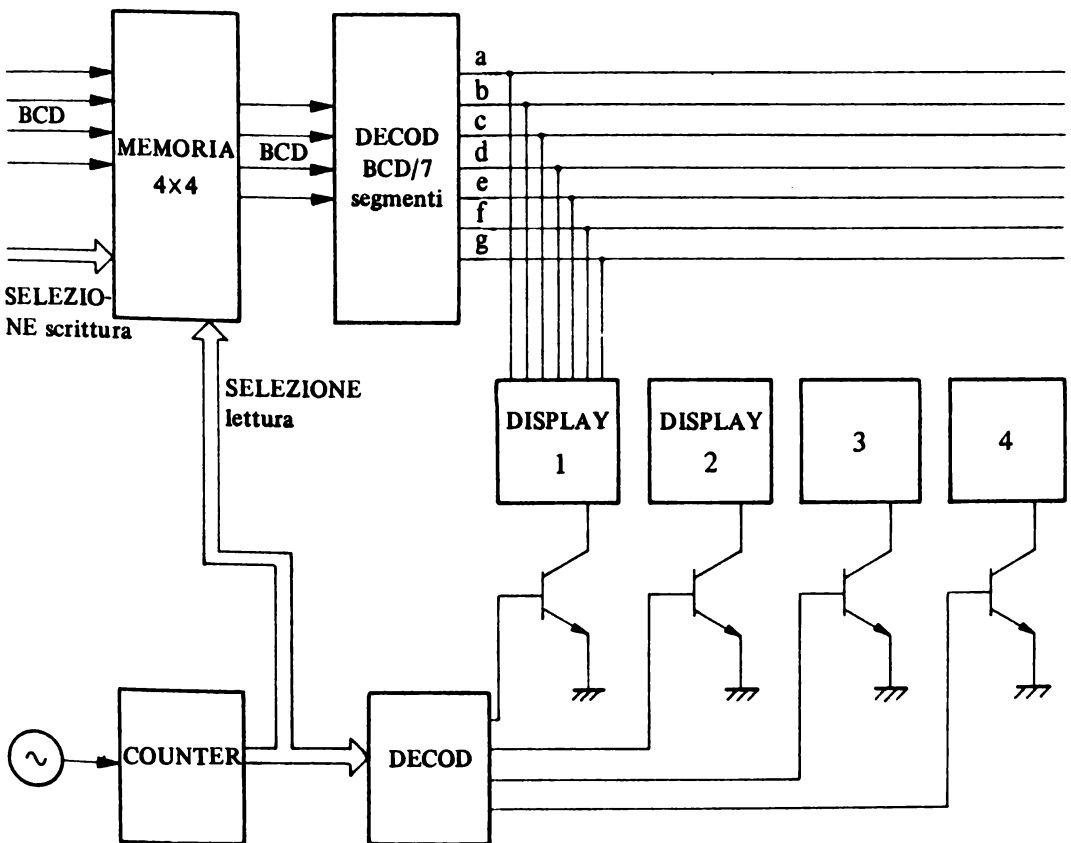 BCD
MEMORIA
4×4
BCD
DECOD
BCD/7
segmenti
a
b
c
d
e
f
g
SELEZIO-
NE scrittura
SELEZIONE
lettura
DISPLAY
1
DISPLAY
2
3
4
COUNTER
DECOD